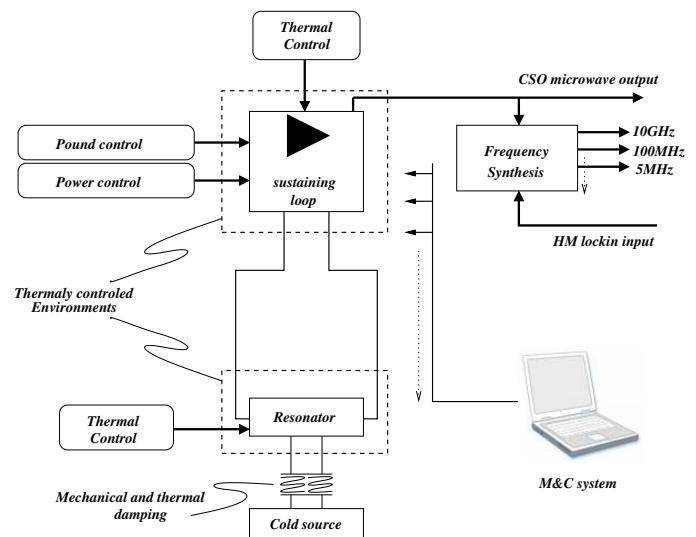 Thermal
Control
CSO microwave output
Pound control
Power control
sustaining
loop
Frequency
Synthesis
10GHz
100MHz
5MHz
HM lockin input
Thermaly controled
Environments
Thermal
Control
Resonator
Mechanical and thermal
damping
Cold source
M&C system